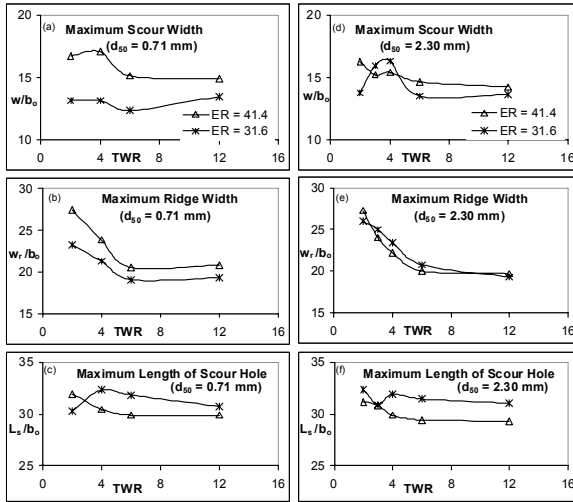 (a)
Maximum Scour Width
(d50 = 0.71 mm)
20
15
10
w/bo
ER = 41.4
ER = 31.6
0 4 8 12 16
TWR
(b)
Maximum Ridge Width
(d50 = 0.71 mm)
30
25
20
15
wr/bo
0 4 8 12 16
TWR
(c)
Maximum Length of Scour Hole
(d50 = 0.71 mm)
35
30
25
Ls/bo
0 4 8 12 16
TWR
(d)
Maximum Scour Width
(d50 = 2.30 mm)
20
15
10
w/bo
ER = 41.4
ER = 31.6
0 4 8 12 16
TWR
(e)
Maximum Ridge Width
(d50 = 2.30 mm)
30
25
20
15
wr/bo
0 4 8 12 16
TWR
(f)
Maximum Length of Scour Hole
(d50 = 2.30 mm)
35
30
25
Ls/bo
0 4 8 12 16
TWR